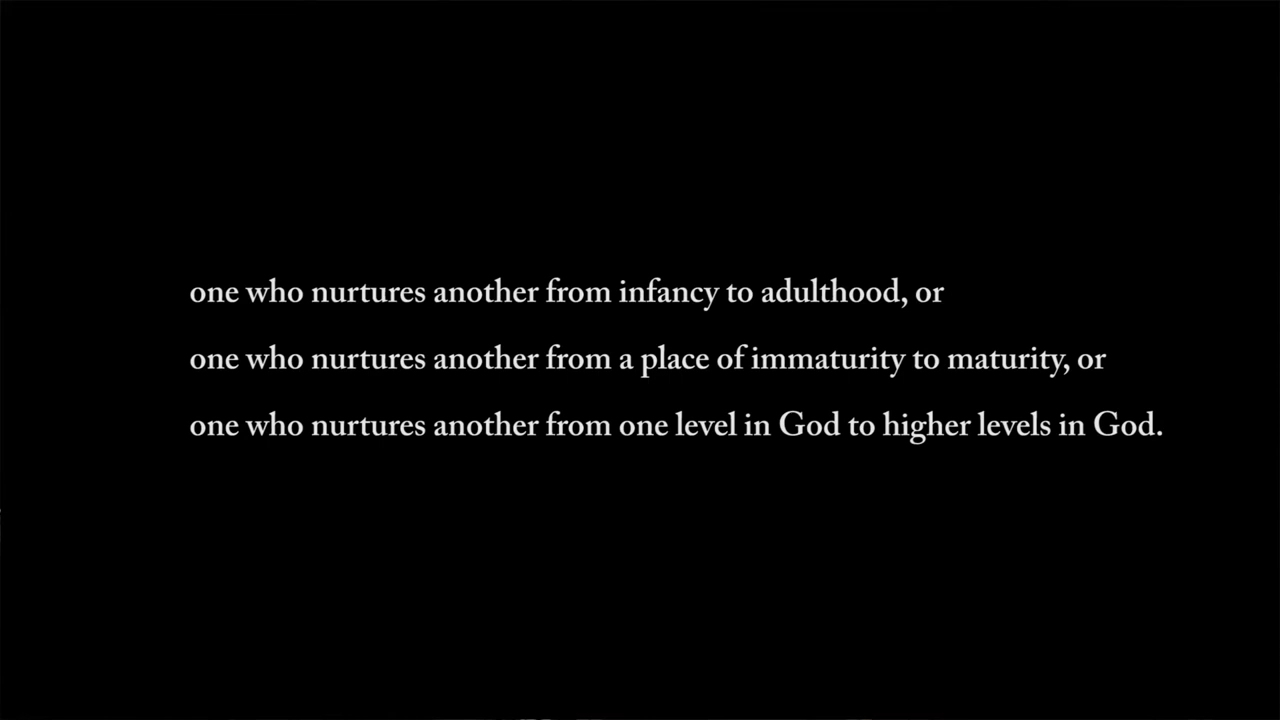 one who nurtures another from infancy to adulthood, or
one who nurtures another from a place of immaturity to maturity, or
one who nurtures another from one level in God to higher levels in God.